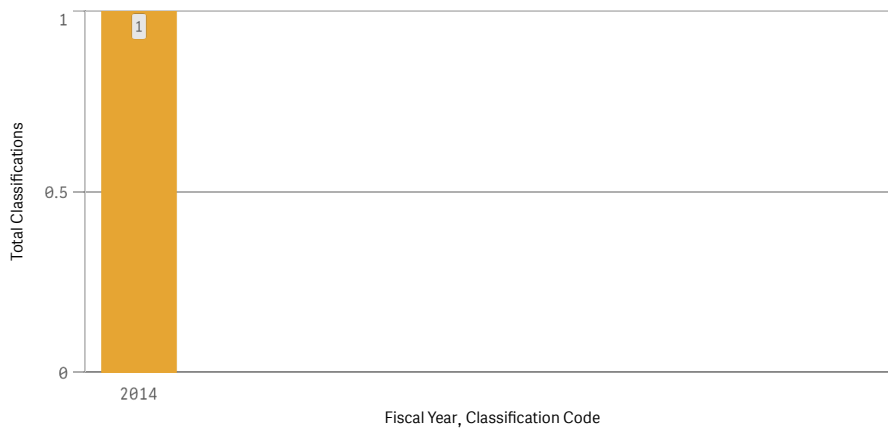 1
1
Total Classifications
0.5
0
2014
Fiscal Year, Classification Code